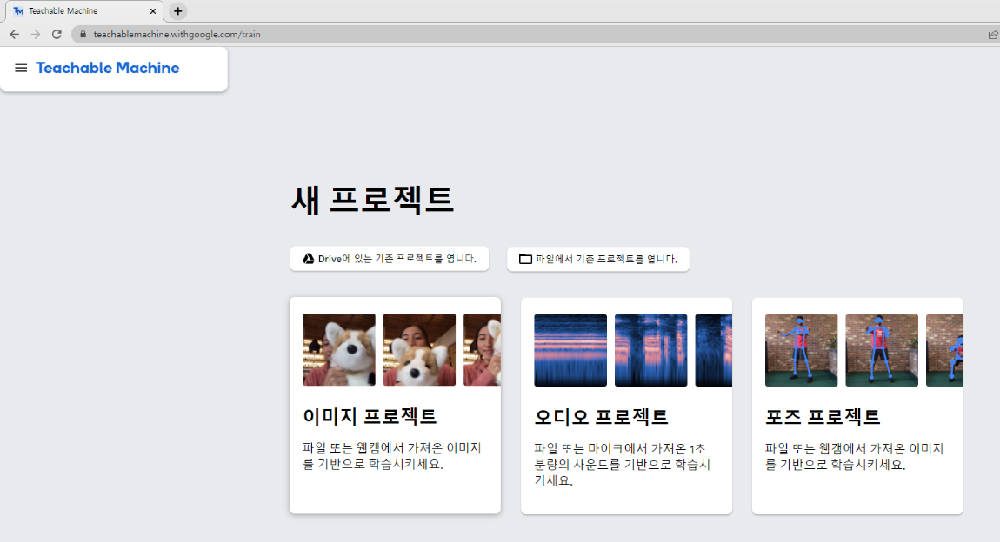 TM Teachable Machine
teachablemachine.withgoogle.com/train
Teachable Machine
새 프로젝트
Drive에 있는 기존 프로젝트를 엽니다.
파일에서 기존 프로젝트를 엽니다.
이미지 프로젝트
파일 또는 웹캠에서 가져온 이미지
를 기반으로 학습시키세요.
오디오 프로젝트
파일 또는 마이크에서 가져온 1초
분량의 사운드를 기반으로 학습시
키세요.
포즈 프로젝트
파일 또는 웹캠에서 가져온 이미지
를 기반으로 학습시키세요.